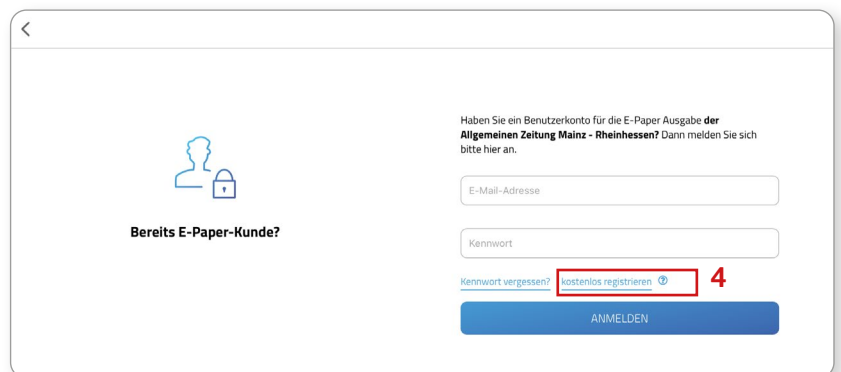 Haben Sie ein Benutzerkonto für die E-Paper Ausgabe der
Allgemeinen Zeitung Mainz - Rheinhessen? Dann melden Sie sich
bitte hier an.
E-Mail-Adresse
Bereits E-Paper-Kunde?
Kennwort
Kennwort vergessen? kostenlos registrieren ? 4
ANMELDEN